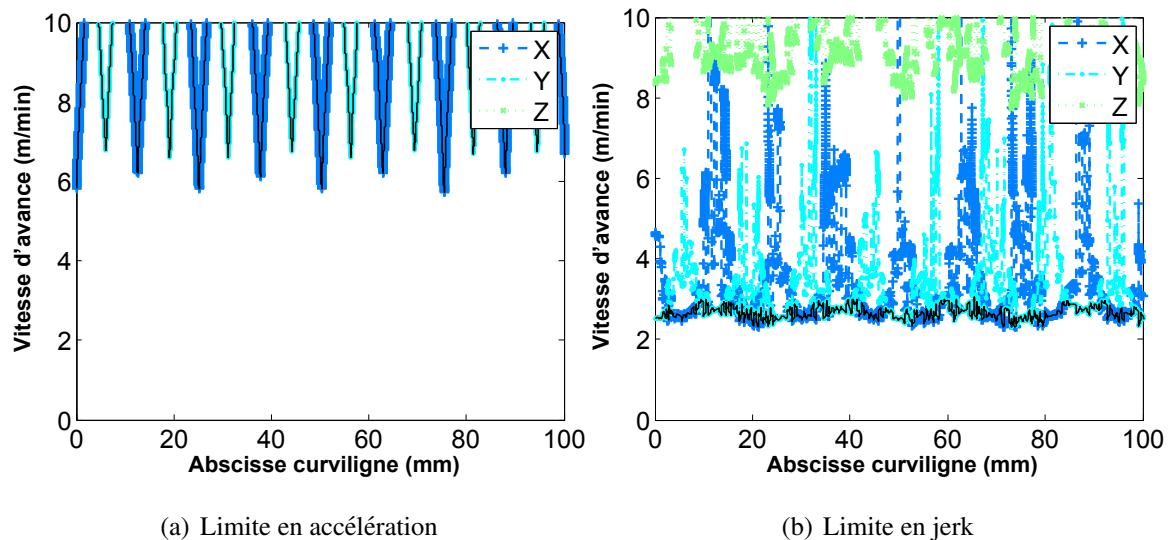 10
8
6
4
2
0
Vitesse d'avance (m/min)
X
Y
Z
0 20 40 60 80 100
Abscisse curviligne (mm)
(a) Limite en accélération
10
8
6
4
2
0
Vitesse d'avance (m/min)
X
Y
Z
0 20 40 60 80 100
Abscisse curviligne (mm)
(b) Limite en jerk